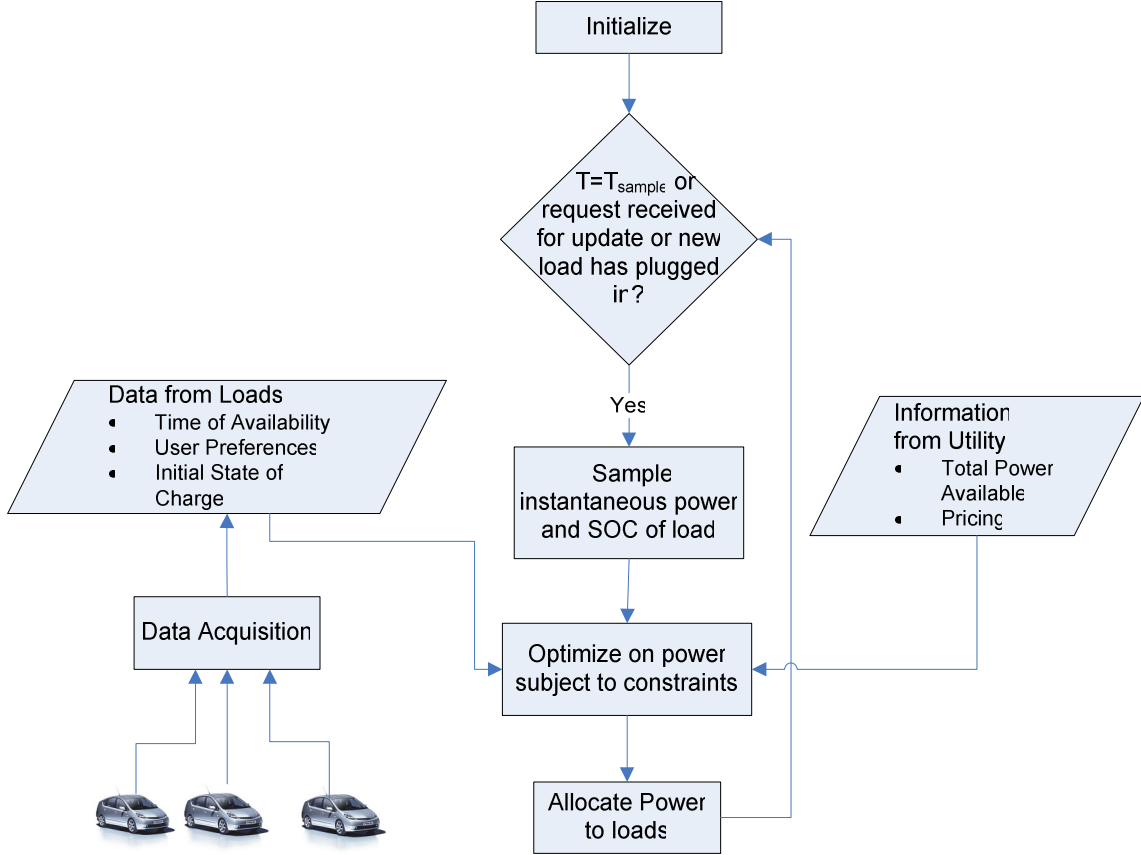 Initialize
T=Tsample or
request received
for update or new
load has plugged
in?
Yes
Data from Loads
• Time of Availability
• User Preferences
• Initial State of
Charge
Information
from Utility
• Total Power
Available
• Pricing
Sample
instantaneous power
and SOC of load
Data Acquisition
Optimize on power
subject to constraints
Allocate Power
to loads